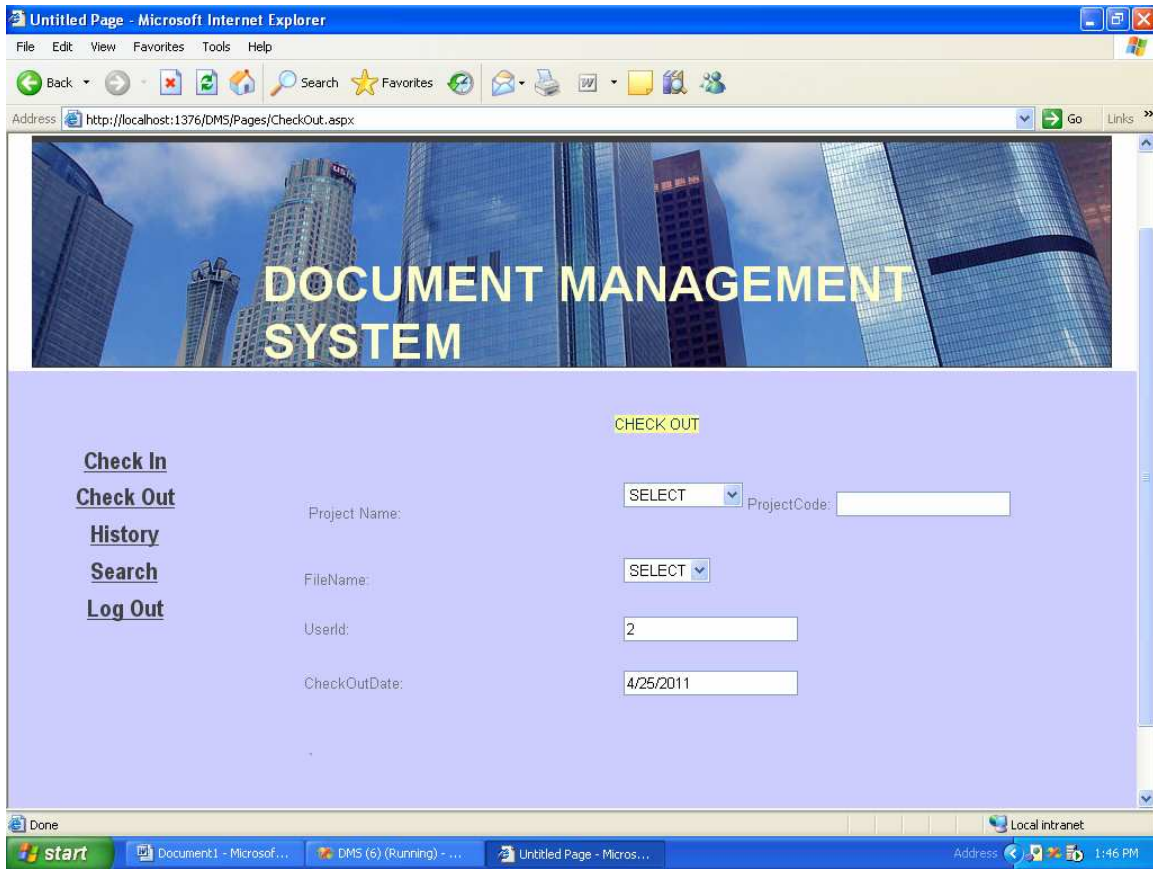 Untitled Page - Microsoft Internet Explorer
File Edit View Favorites Tools Help
Back Search Favorites
Address http://localhost:1376/DMS/Pages/CheckOut.aspx Go Links »
DOCUMENT MANAGEMENT
SYSTEM
CHECK OUT
Check In
Check Out
History
Search
Log Out
Project Name: SELECT ProjectCode:
FileName: SELECT
UserId: 2
CheckOutDate: 4/25/2011
.
Done Local intranet
start Document1 - Microsof... DMS (6) (Running) - ... Untitled Page - Micros... Address 1:46 PM